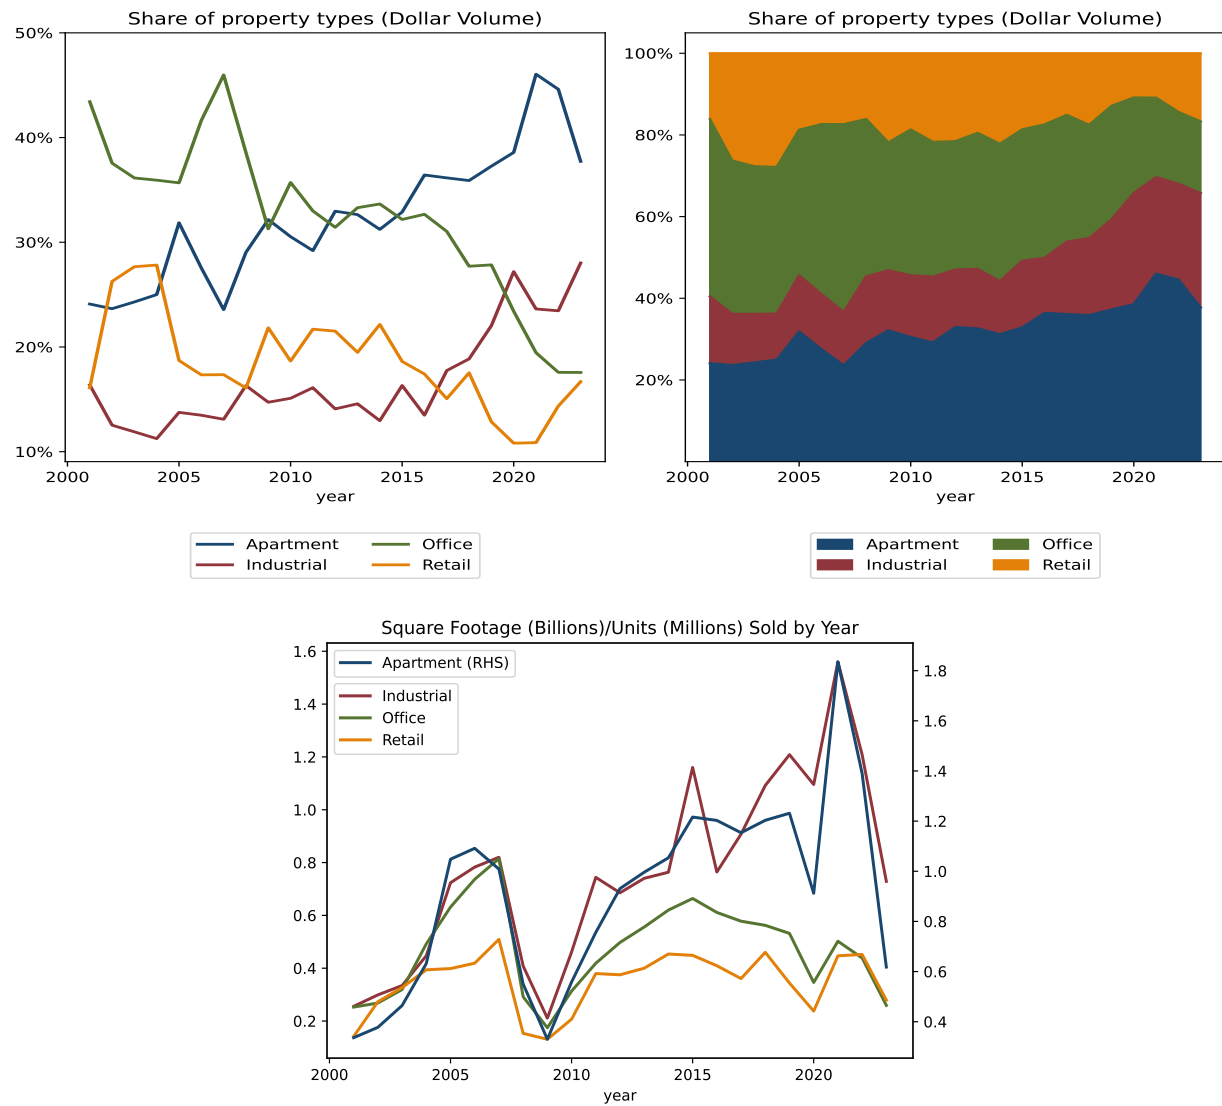 Share of property types (Dollar Volume)
50%
40%
30%
20%
10%
2000 2005 2010 2015 2020
year
Apartment Office
Industrial Retail
Share of property types (Dollar Volume)
100%
80%
60%
40%
20%
2000 2005 2010 2015 2020
year
Apartment Office
Industrial Retail
Square Footage (Billions)/Units (Millions) Sold by Year
Apartment (RHS)
Industrial
Office
Retail
1.6
1.4
1.2
1.0
0.8
0.6
0.4
0.2
1.8
1.6
1.4
1.2
1.0
0.8
0.6
0.4
2000 2005 2010 2015 2020
year